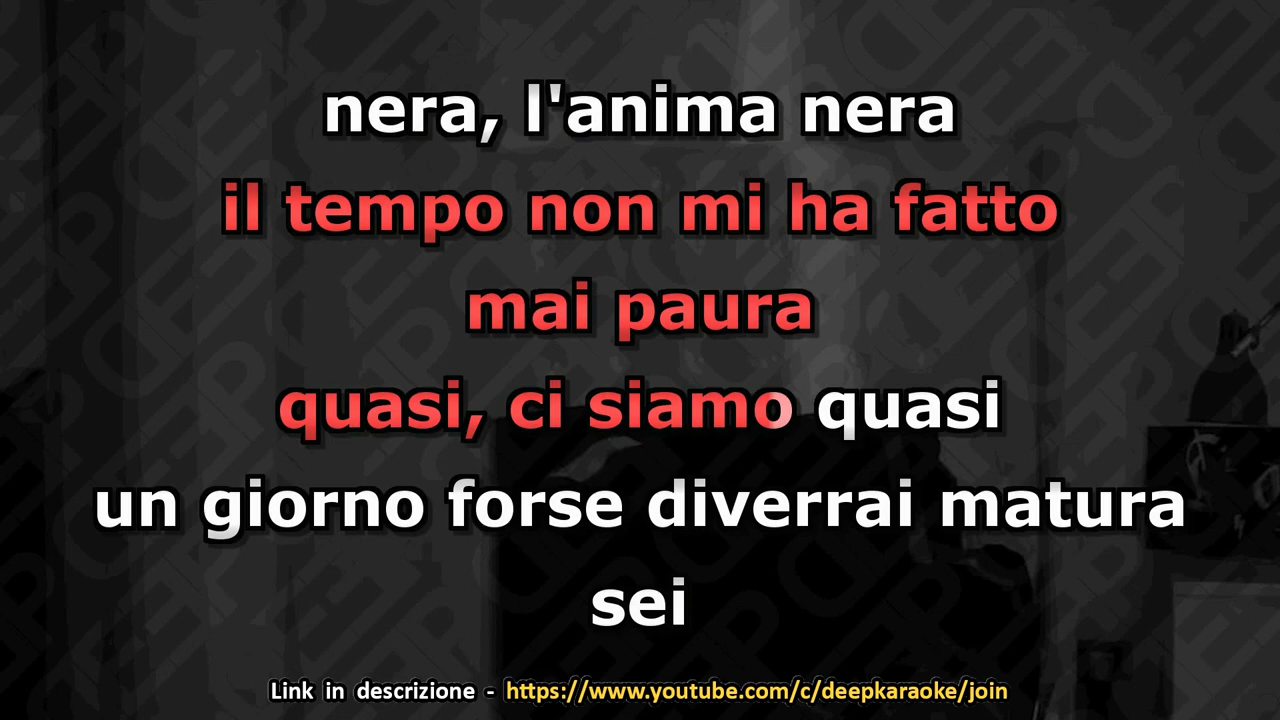 nera, l'anima nera
il tempo non mi ha fatto
mai paura
quasi, ci siamo quasi
un giorno forse diverrai matura
sei
Link in descrizione - https://www.youtube.com/c/deepkaraoke/join